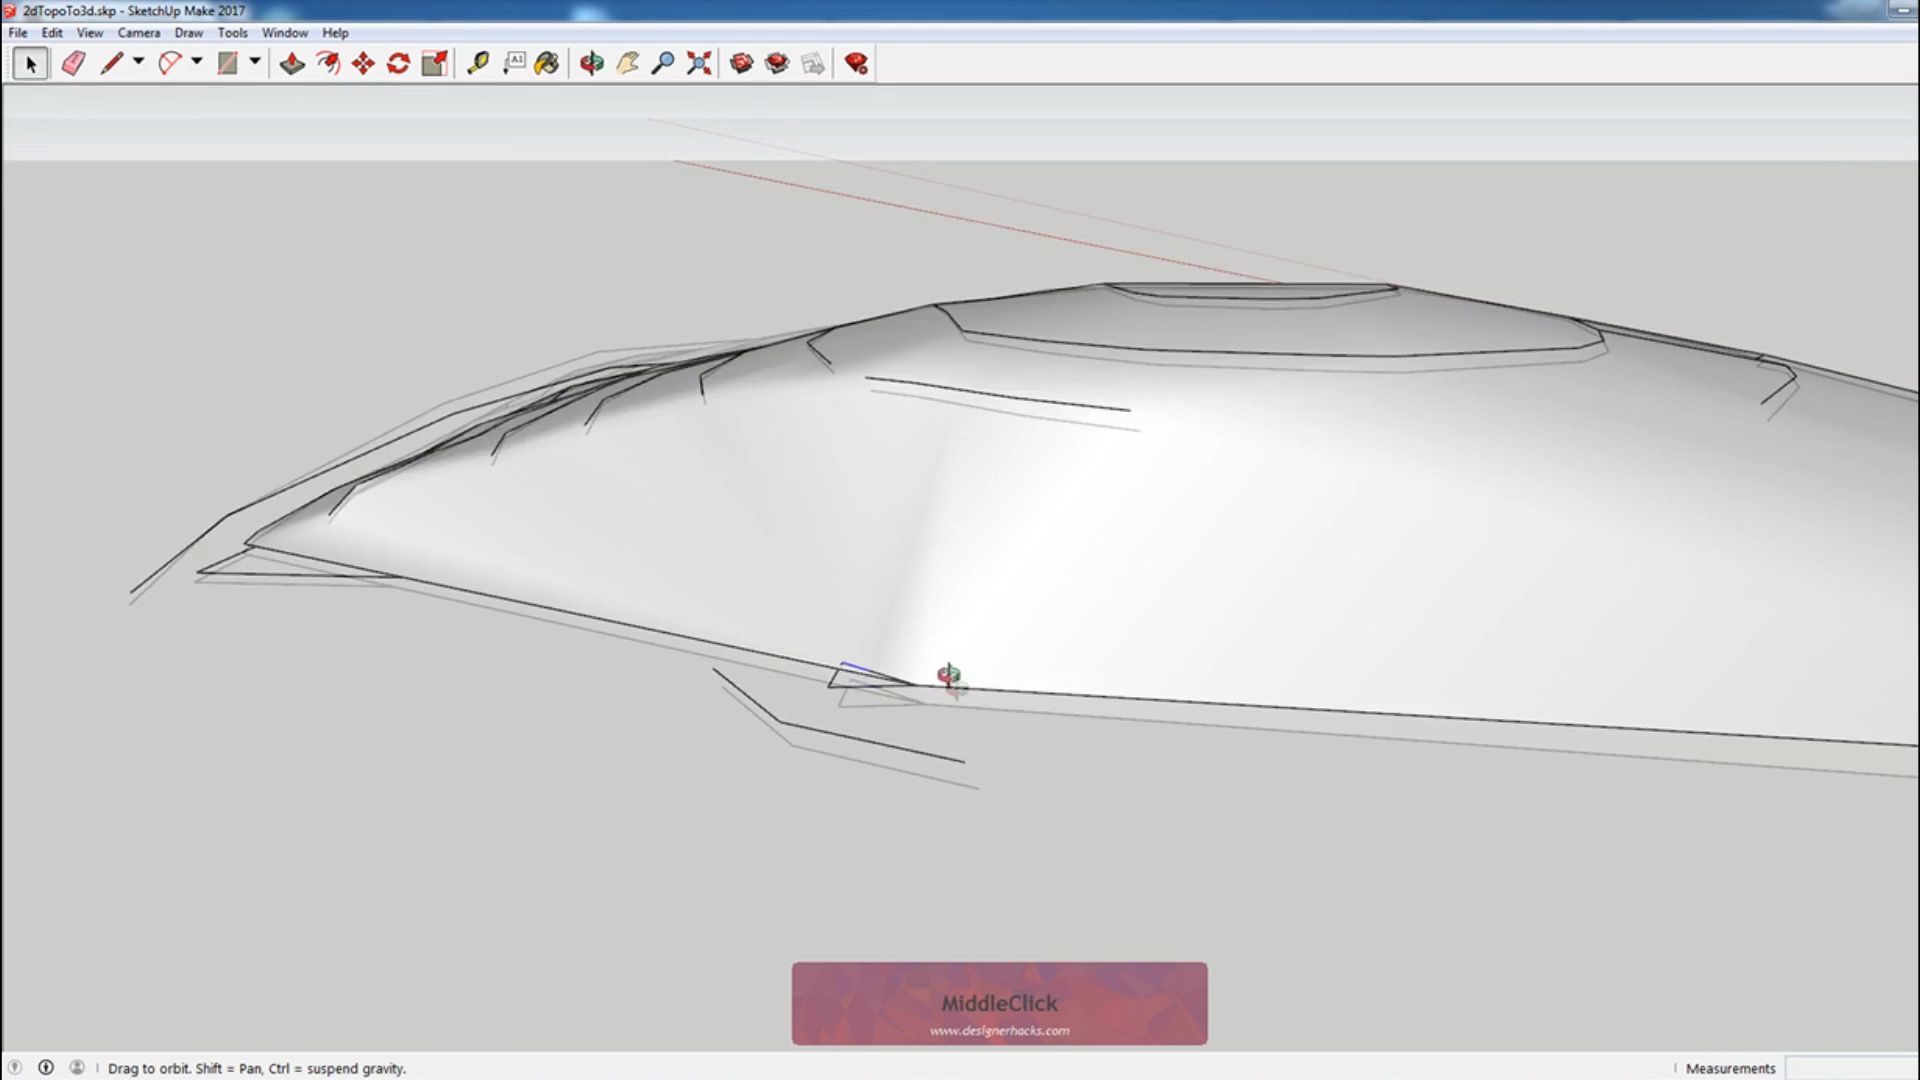 2dTopoTo3d.skp - SketchUp Make 2017
File Edit View Camera Draw Tools Window Help
A1
MiddleClick
www.designerhacks.com
Drag to orbit. Shift = Pan, Ctrl = suspend gravity.
Measurements